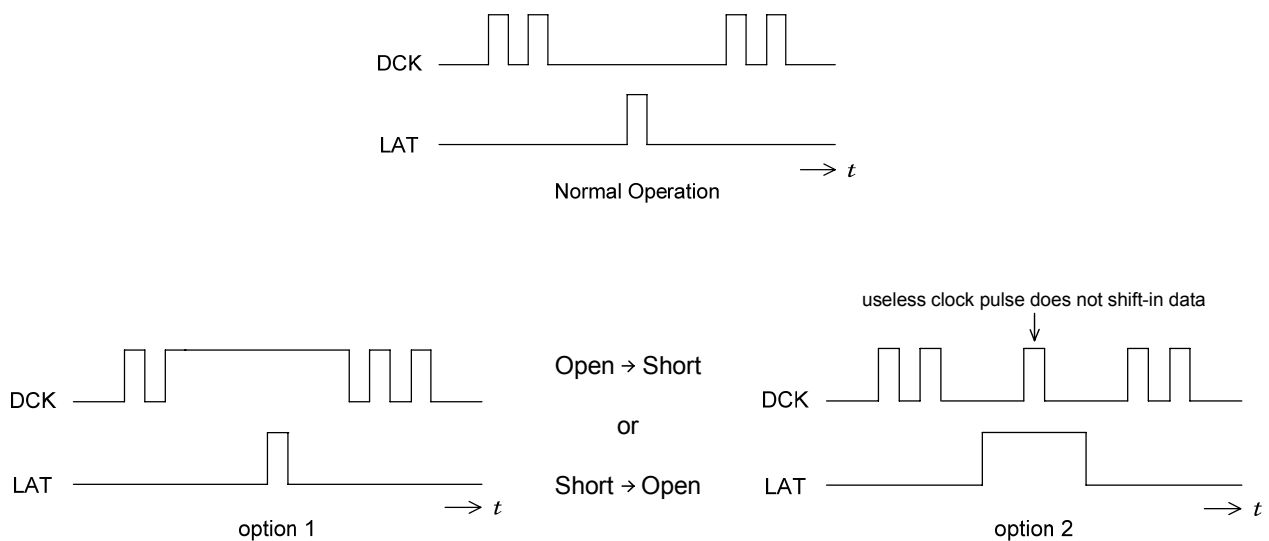 DCK
LAT
t
Normal Operation
useless clock pulse does not shift-in data
DCK
LAT
t
option 1
Open → Short
or
Short → Open
DCK
LAT
t
option 2